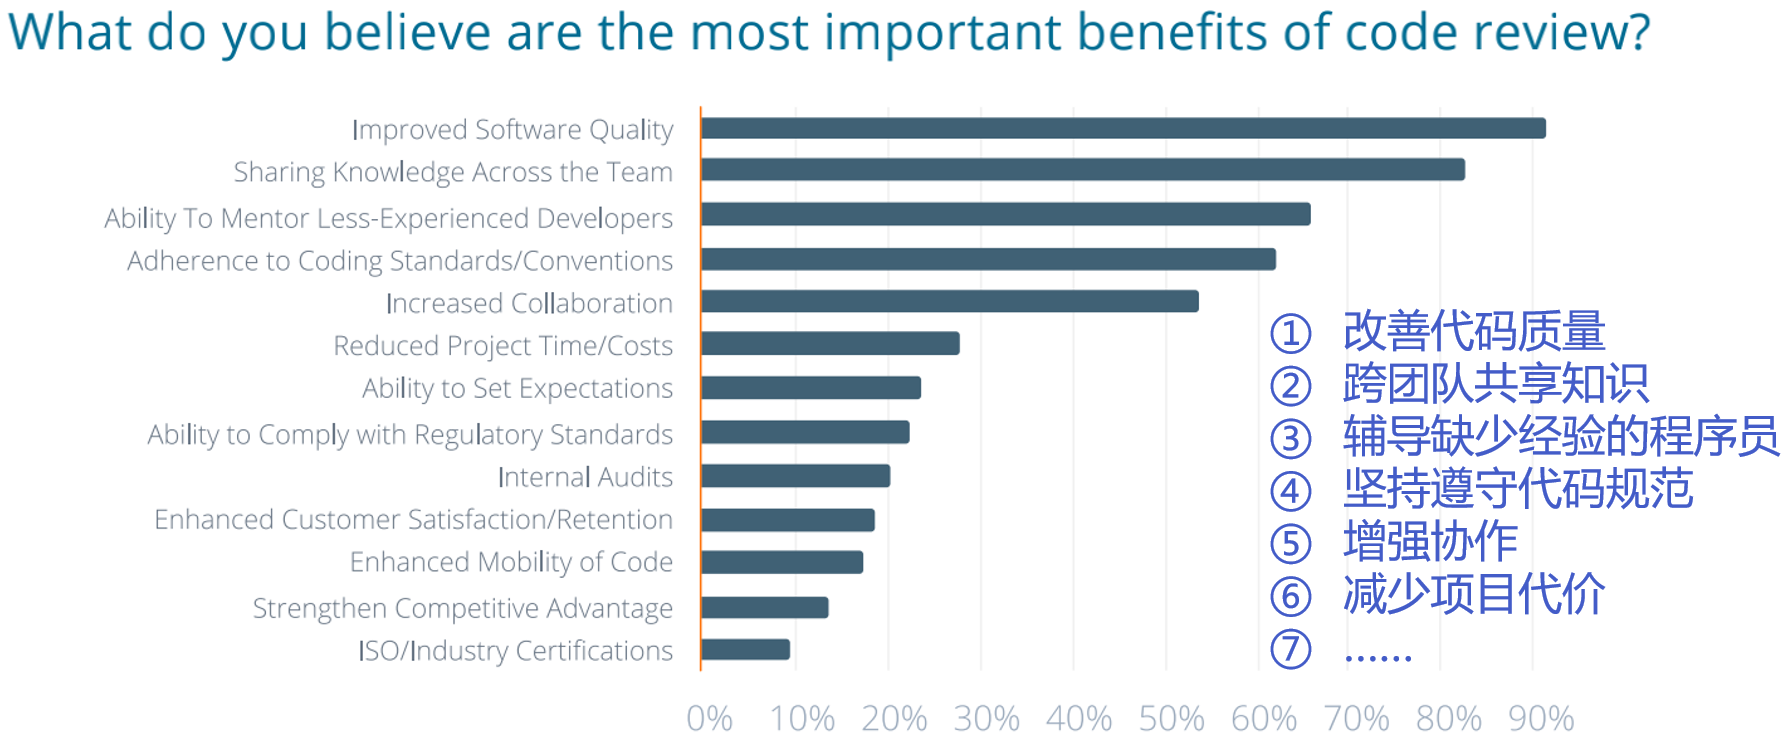 What do you believe are the most important benefits of code review?
Improved Software Quality
Sharing Knowledge Across the Team
Ability To Mentor Less-Experienced Developers
Adherence to Coding Standards/Conventions
Increased Collaboration
Reduced Project Time/Costs
Ability to Set Expectations
Ability to Comply with Regulatory Standards
Internal Audits
Enhanced Customer Satisfaction/Retention
Enhanced Mobility of Code
Strengthen Competitive Advantage
ISO/Industry Certifications
① 改善代码质量
② 跨团队共享知识
③ 辅导缺少经验的程序员
④ 坚持遵守代码规范
⑤ 增强协作
⑥ 减少项目代价
⑦ ……
0% 10% 20% 30% 40% 50% 60% 70% 80% 90%